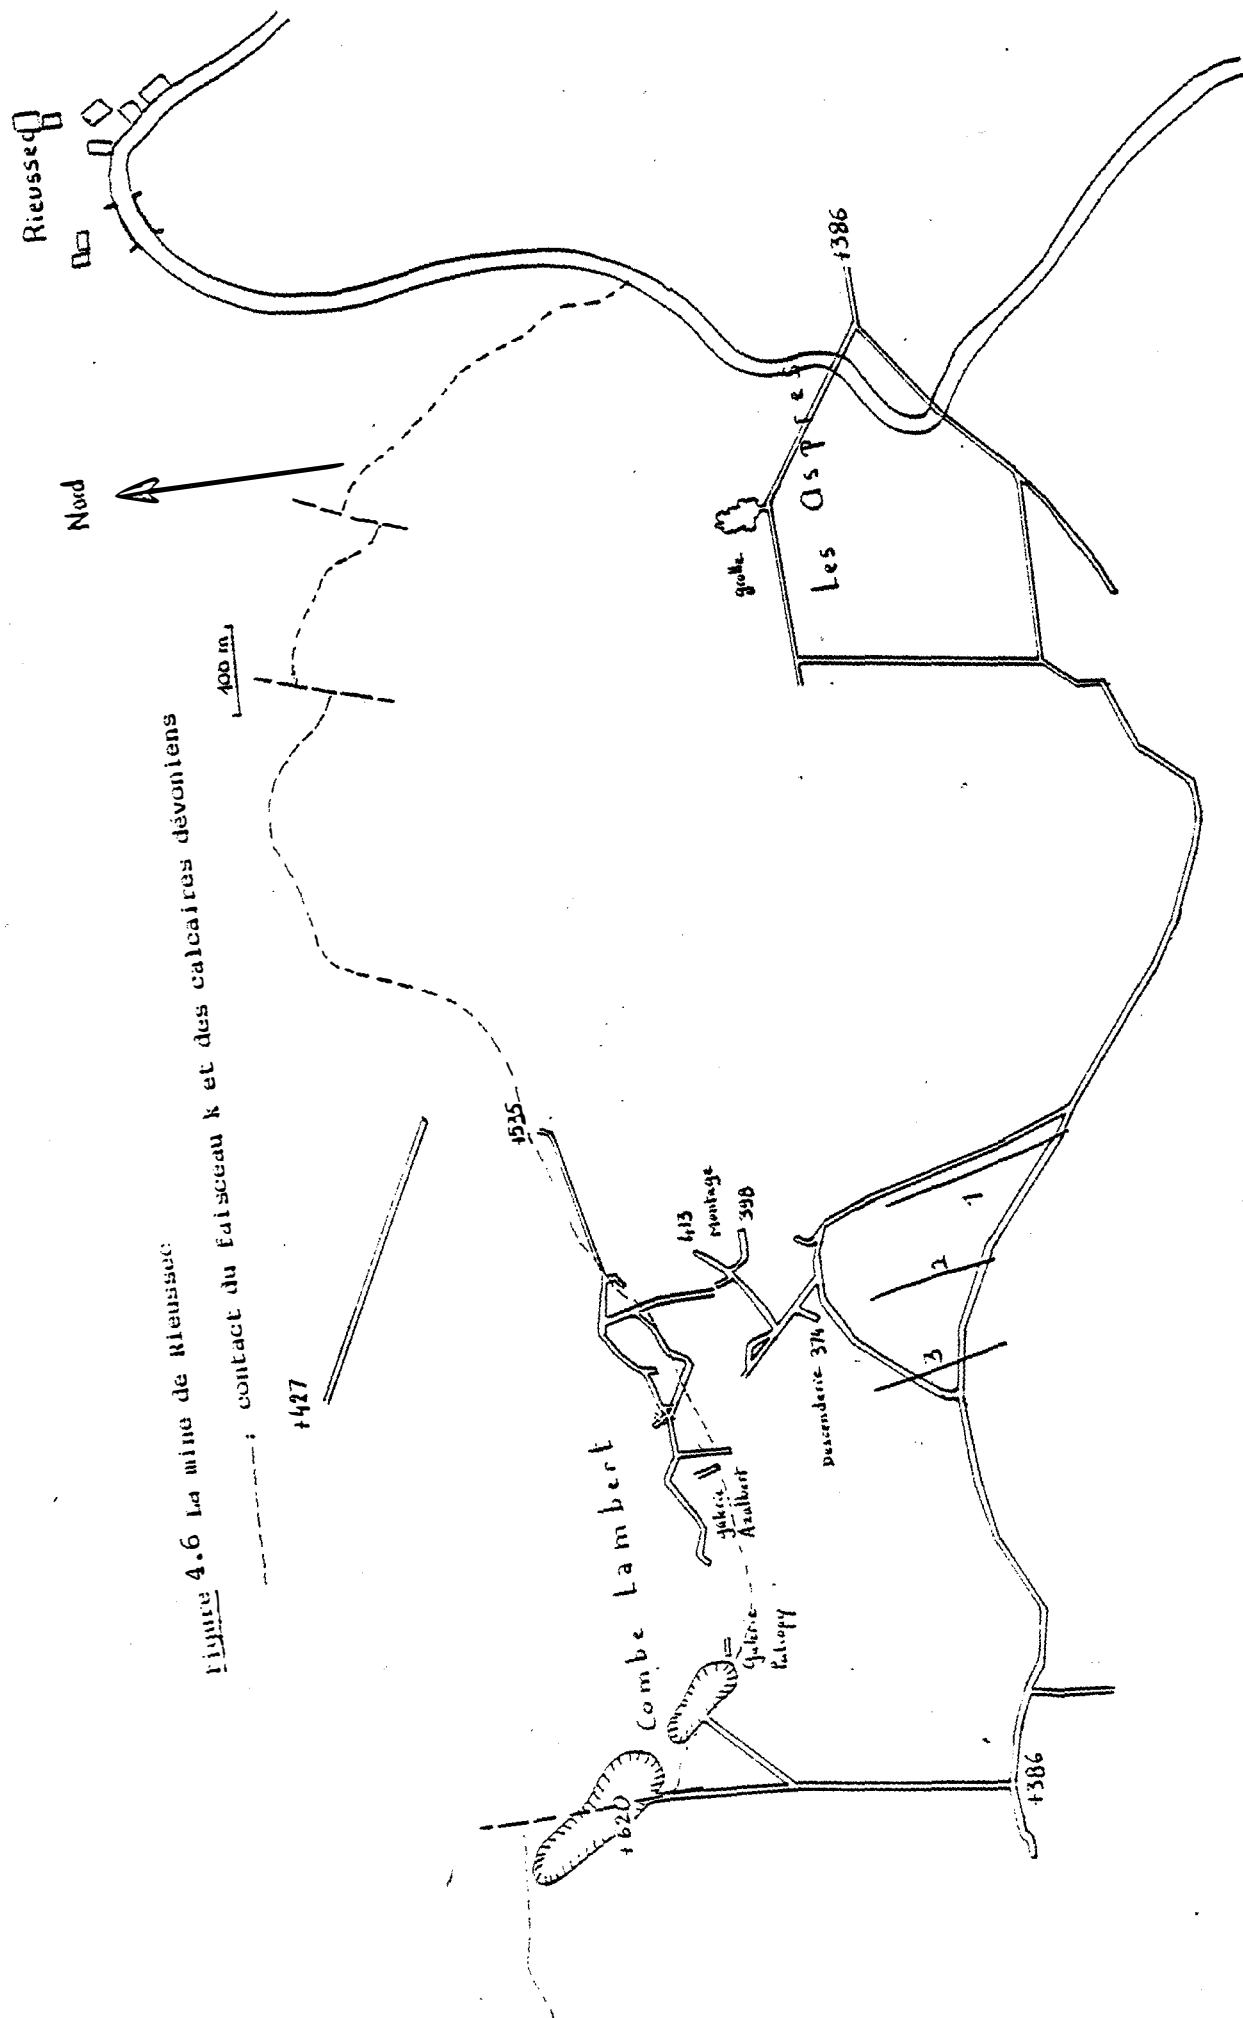 Figure 4.6 La mine de Rieussec
------ : contact du faisceau k et des calcaires dévoniens
100 m
Nord
Rieussec
+427
+535
413
Montage
398
Descenderie 374
Combe Lambert
galerie
Azalbert
Galerie
+620
+386
1
2
3
grotte
Les Aspres
+386